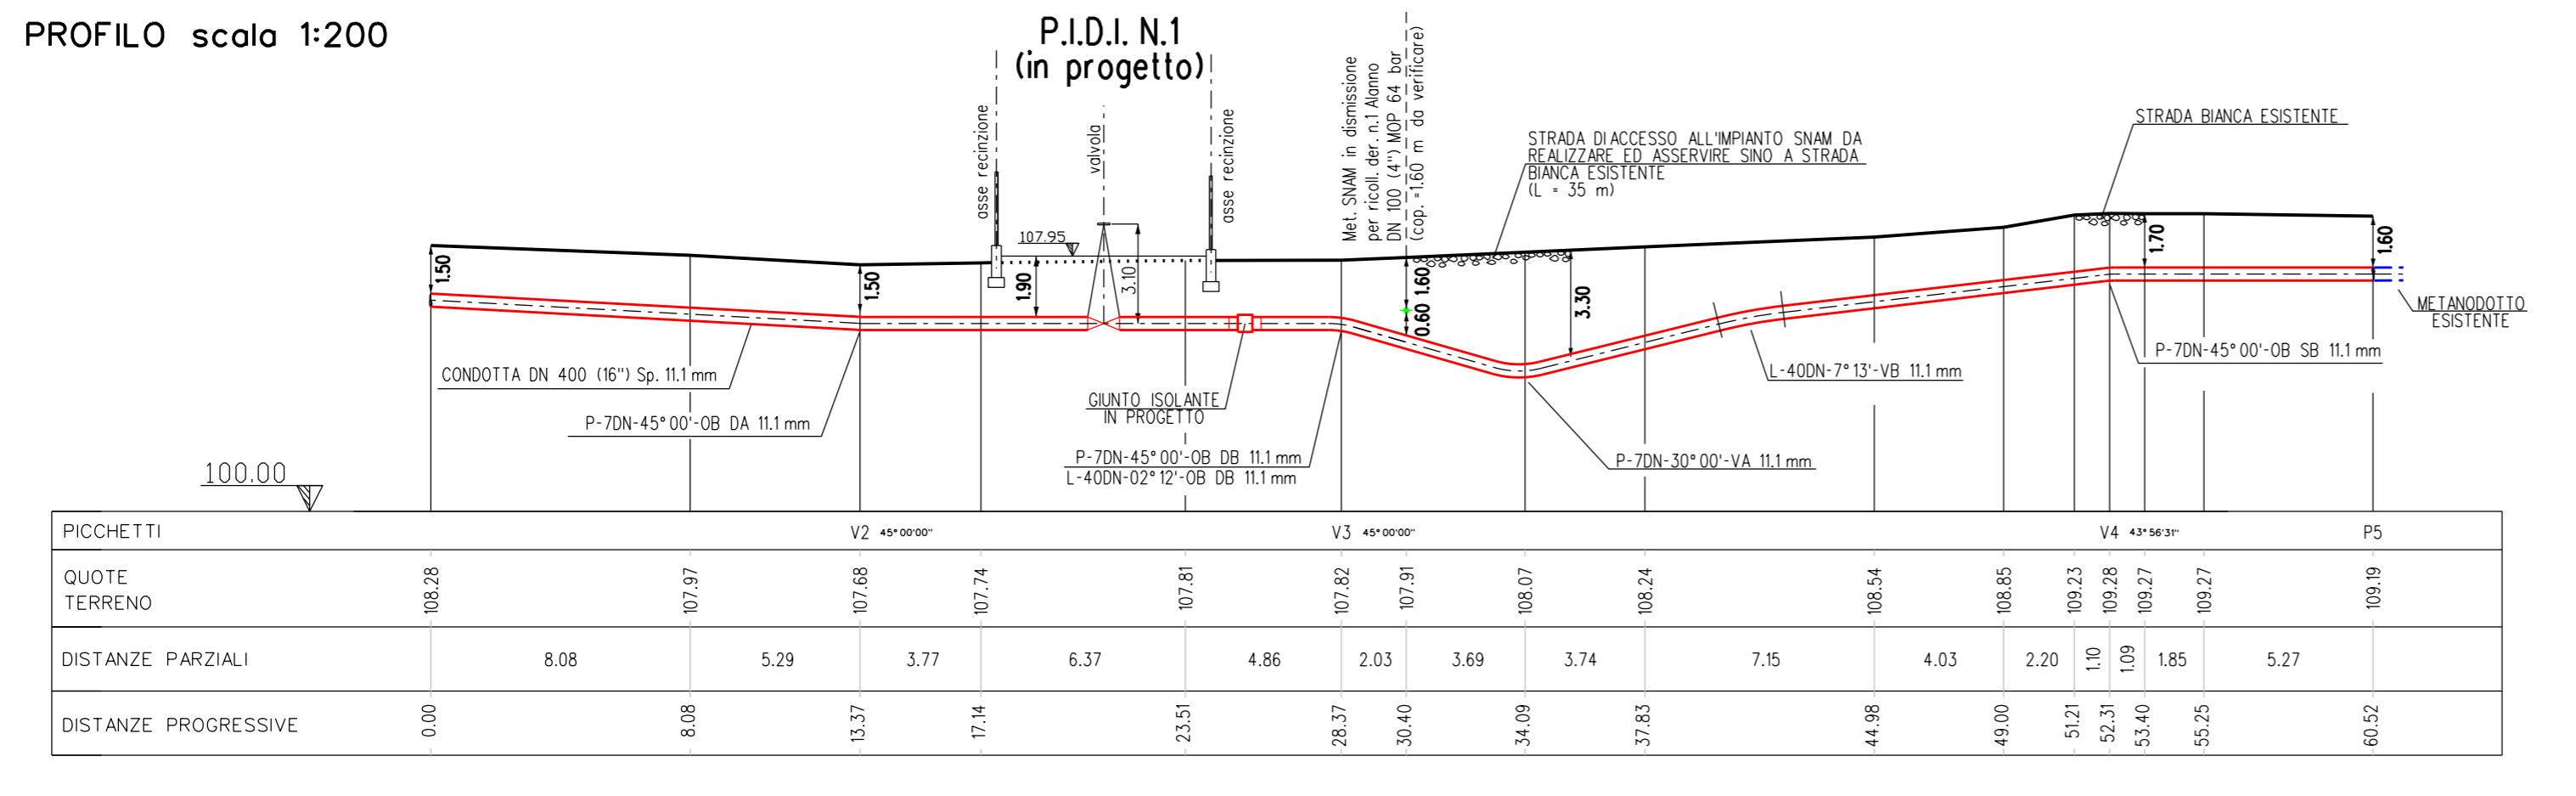 PROFILO scala 1:200
P.I.D.I. N.1
(in progetto)
asse recinzione
valvola
asse recinzione
Met. SNAM in dismissione
per ricoll. der. n.1 Alanno
DN 100 (4") MOP 64 bar
(cop. =1.60 m da verificare)
STRADA DI ACCESSO ALL'IMPIANTO SNAM DA
REALIZZARE ED ASSERVIRE SINO A STRADA
BIANCA ESISTENTE
(L = 35 m)
STRADA BIANCA ESISTENTE
107.95
1.50
1.50
1.90
3.10
1.60
0.60
3.30
1.70
1.60
METANODOTTO
ESISTENTE
CONDOTTA DN 400 (16") Sp. 11.1 mm
P-7DN-45°00'-OB DA 11.1 mm
GIUNTO ISOLANTE
IN PROGETTO
P-7DN-45°00'-OB DB 11.1 mm
L-40DN-02°12'-OB DB 11.1 mm
P-7DN-30°00'-VA 11.1 mm
L-40DN-7°13'-VB 11.1 mm
P-7DN-45°00'-OB SB 11.1 mm
100.00
PICCHETTI V2 45°00'00" V3 45°00'00" V4 43°56'31" P5
QUOTE
TERRENO
108.28 107.97 107.68 107.74 107.81 107.82 107.91 108.07 108.24 108.54 108.85 109.23 109.28 109.27 109.27 109.19
DISTANZE PARZIALI 8.08 5.29 3.77 6.37 4.86 2.03 3.69 3.74 7.15 4.03 2.20 1.10 1.09 1.85 5.27
DISTANZE PROGRESSIVE 0.00 8.08 13.37 17.14 23.51 28.37 30.40 34.09 37.83 44.98 49.00 51.21 52.31 53.40 55.25 60.52